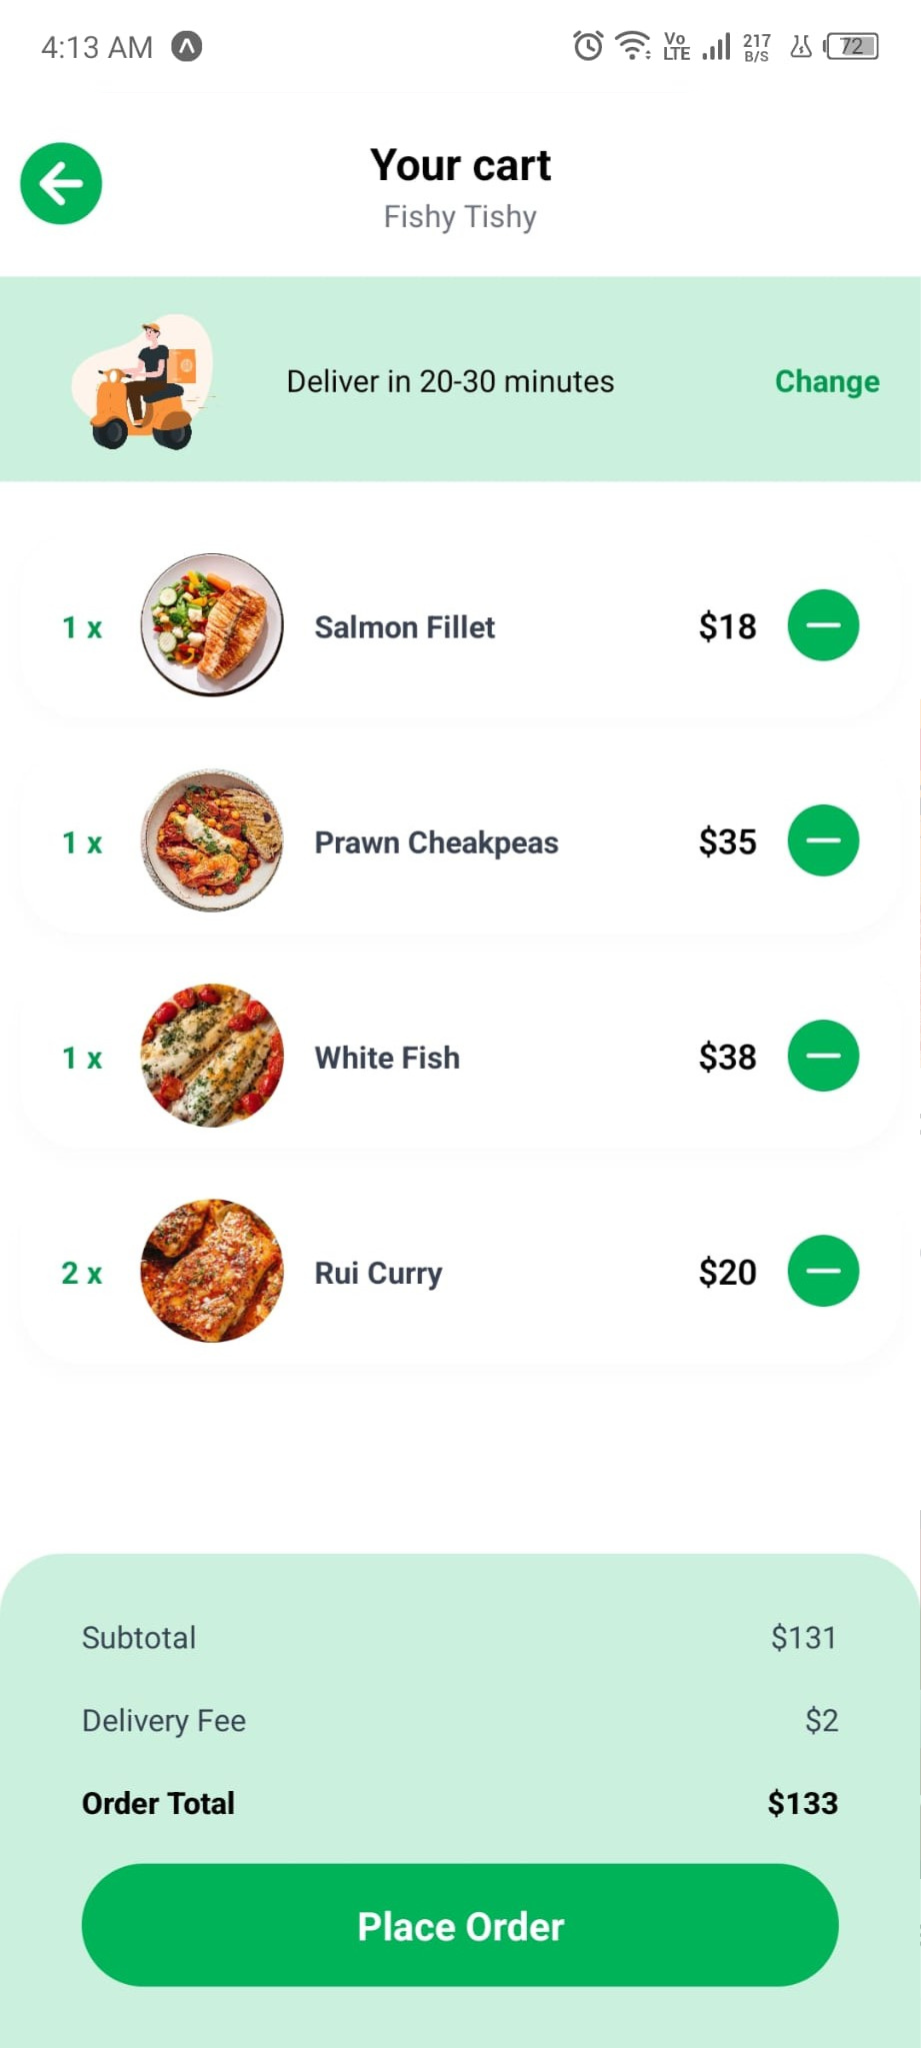 4:13 AM
Vo LTE 217 B/S 72
Your cart
Fishy Tishy
Deliver in 20-30 minutes Change
1 x Salmon Fillet $18
1 x Prawn Cheakpeas $35
1 x White Fish $38
2 x Rui Curry $20
Subtotal $131
Delivery Fee $2
Order Total $133
Place Order